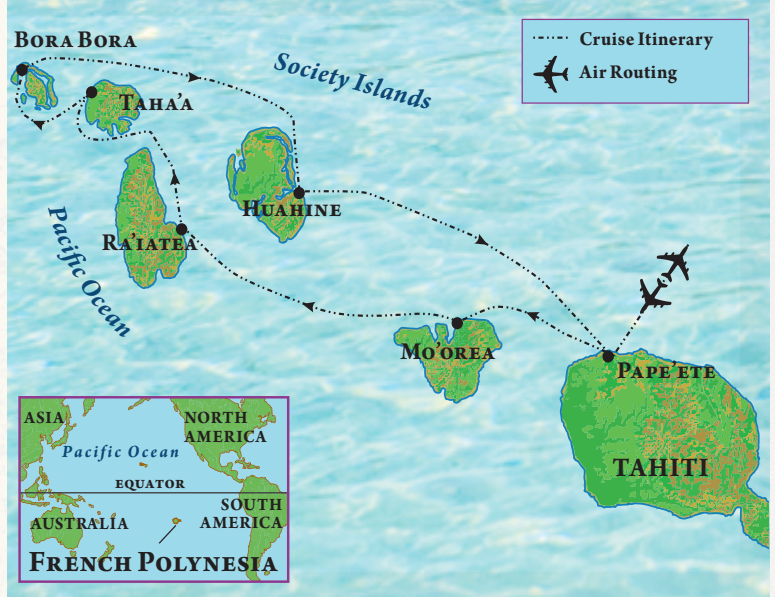 Bora Bora
Taha'a
Society Islands
Cruise Itinerary
Air Routing
Huahine
Ra'iatea
Pacific Ocean
Mo'orea
Pape'ete
TAHITI
ASIA
NORTH
AMERICA
Pacific Ocean
EQUATOR
SOUTH
AMERICA
AUSTRALIA
French Polynesia